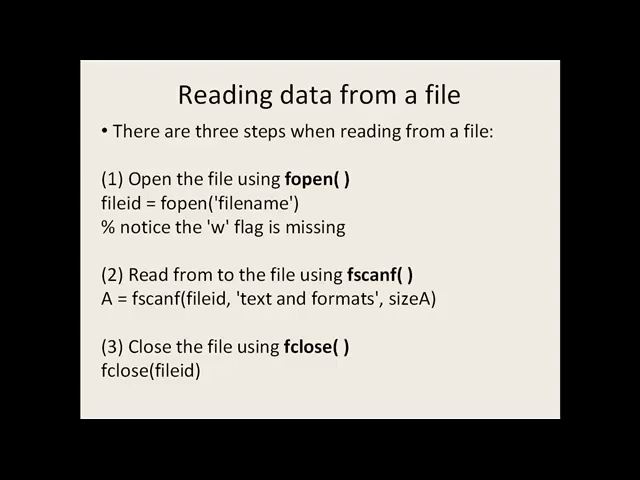 Reading data from a file
• There are three steps when reading from a file:
(1) Open the file using fopen( )
fileid = fopen('filename')
% notice the 'w' flag is missing
(2) Read from to the file using fscanf( )
A = fscanf(fileid, 'text and formats', sizeA)
(3) Close the file using fclose( )
fclose(fileid)